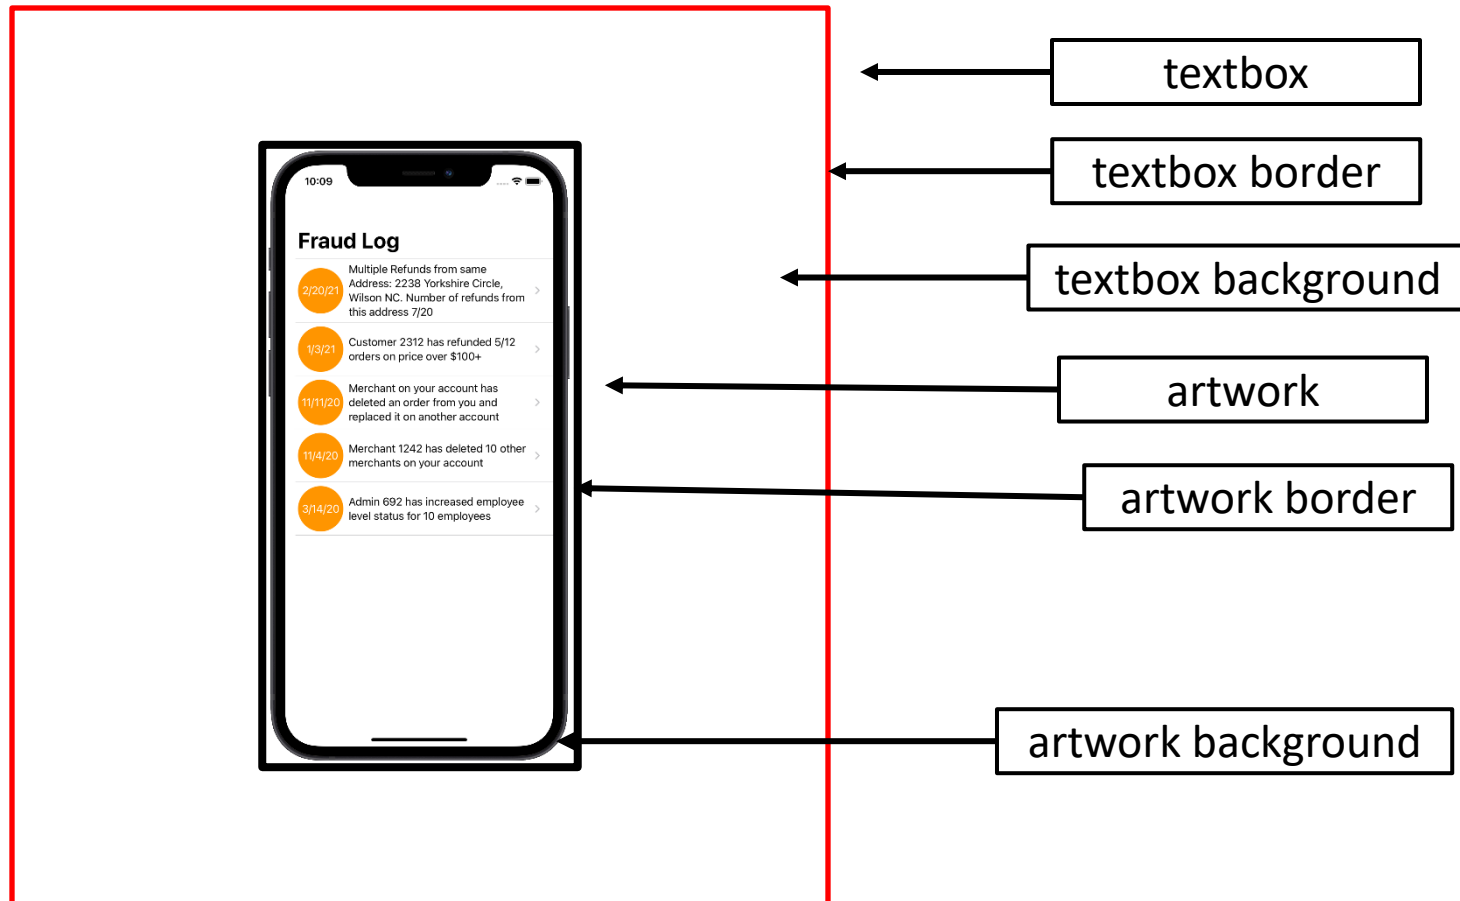 textbox
textbox border
textbox background
artwork
artwork border
artwork background
10:09
Fraud Log
2/20/21
Multiple Refunds from same
Address: 2238 Yorkshire Circle,
Wilson NC. Number of refunds from
this address 7/20
1/3/21
Customer 2312 has refunded 5/12
orders on price over $100+
11/11/20
Merchant on your account has
deleted an order from you and
replaced it on another account
11/4/20
Merchant 1242 has deleted 10 other
merchants on your account
3/14/20
Admin 692 has increased employee
level status for 10 employees